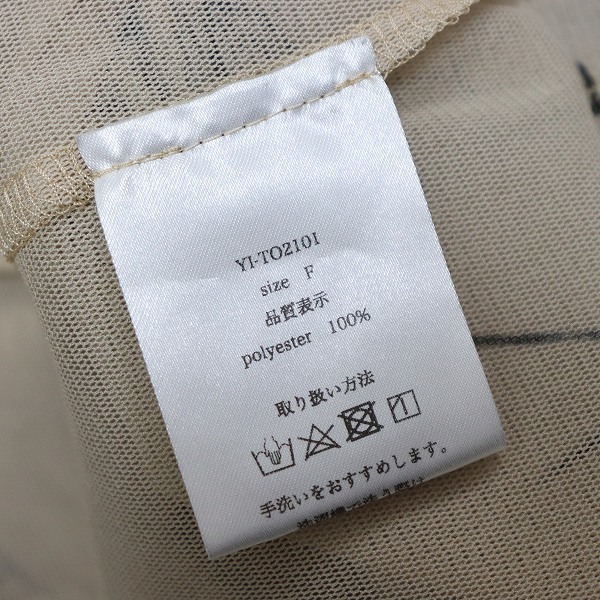 YI-TO2101
size F
品質表示
polyester 100%
取り扱い方法
手洗いをおすすめします。